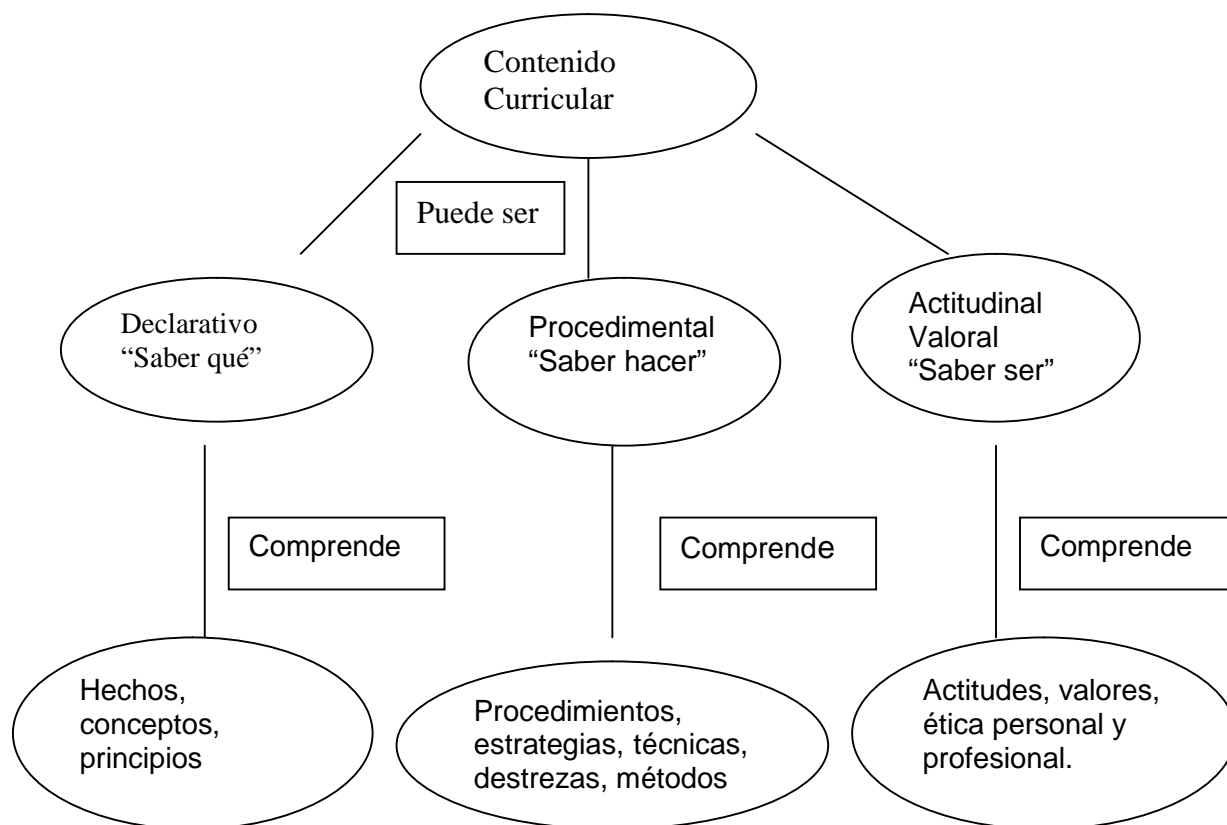 Contenido
Curricular
Puede ser
Declarativo
“Saber qué”
Procedimental
“Saber hacer”
Actitudinal
Valoral
“Saber ser”
Comprende
Comprende
Comprende
Hechos,
conceptos,
principios
Procedimientos,
estrategias, técnicas,
destrezas, métodos
Actitudes, valores,
ética personal y
profesional.